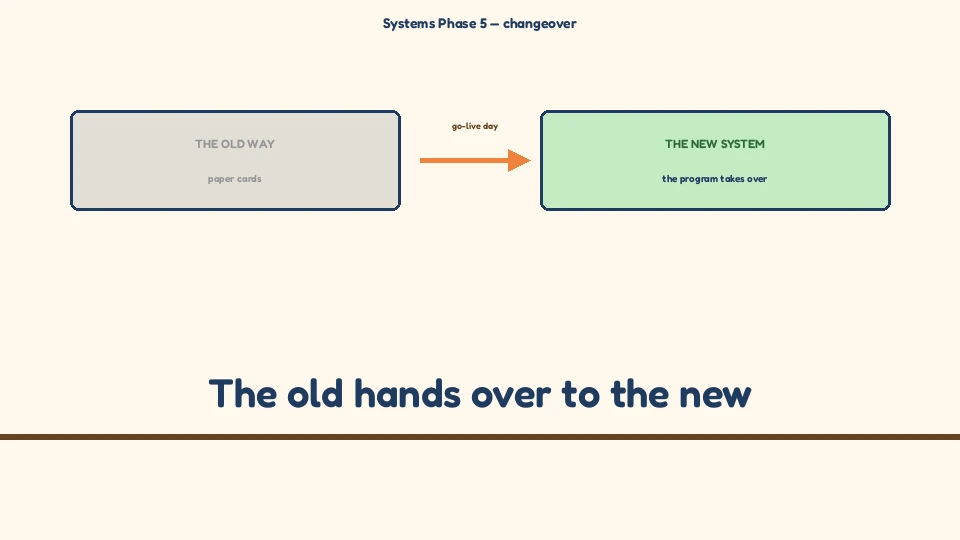 Systems Phase 5 — changeover
THE OLD WAY
paper cards
go-live day
THE NEW SYSTEM
the program takes over
The old hands over to the new